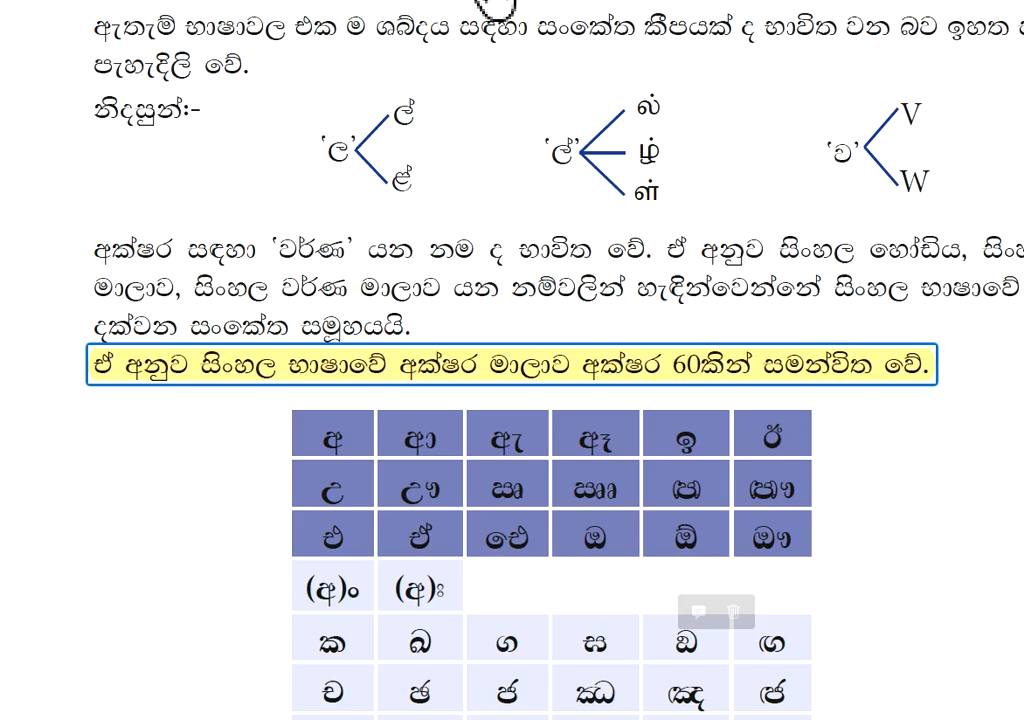 ඇතැම් භාෂාවල එක ම ශබ්දය සඳහා සංකේත කීපයක් ද භාවිත වන බව ඉහත
පැහැදිලි වේ.
නිදසුන්:-
‘ල’ ල් ළ්
‘ල්’ ல் ழ் ள்
‘ව’ V W
අක්ෂර සඳහා ‘වර්ණ’ යන නම ද භාවිත වේ. ඒ අනුව සිංහල හෝඩිය,
මාලාව, සිංහල වර්ණ මාලාව යන නම්වලින් හැඳින්වෙන්නේ සිංහල භාෂාවේ
දක්වන සංකේත සමූහයයි.
ඒ අනුව සිංහල භාෂාවේ අක්ෂර මාලාව අක්ෂර 60කින් සමන්විත වේ.
අ ආ ඇ ඈ ඉ ඊ
උ ඌ ඍ ඎ ඏ ඐ
එ ඒ ඓ ඔ ඕ ඖ
(අ)ං (අ)ඃ
ක ඛ ග ඝ ඞ ඟ
ච ඡ ජ ඣ ඤ ඦ